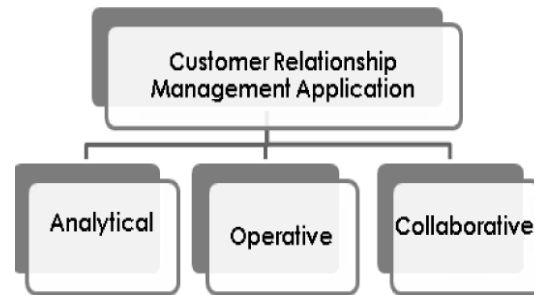 Customer Relationship
Management Application
Analytical
Operative
Collaborative